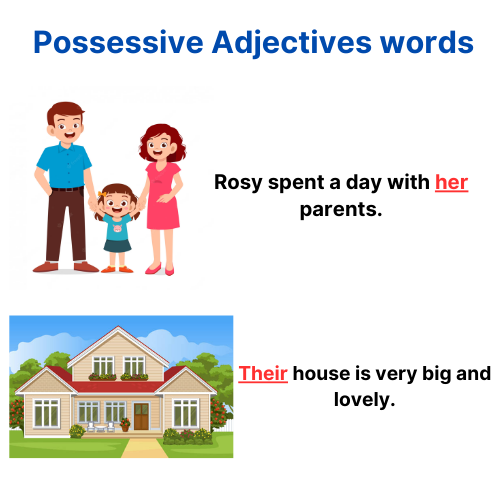 Possessive Adjectives words
Rosy spent a day with her
parents.
Their house is very big and
lovely.